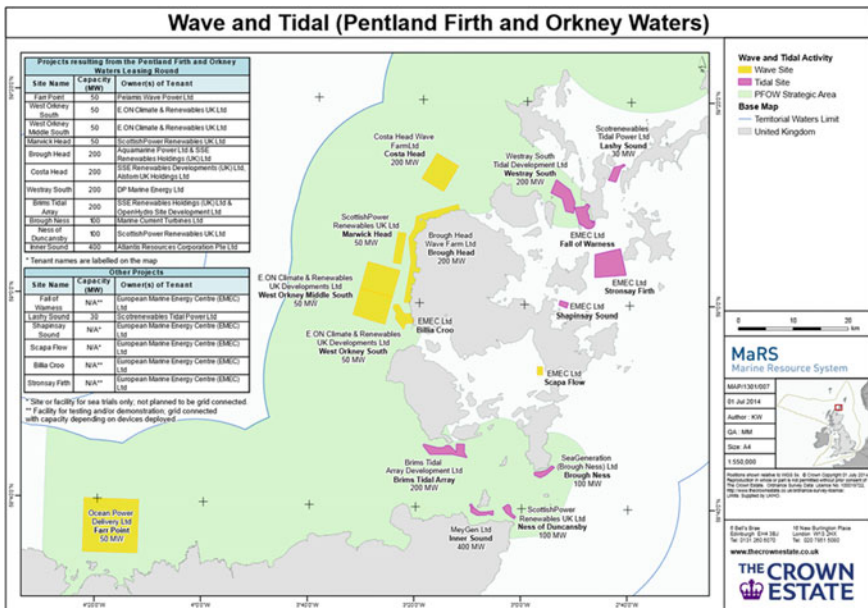 Wave and Tidal (Pentland Firth and Orkney Waters)
Projects resulting from the Pentland Firth and Orkney
Waters Leasing Round
Site Name Capacity (MW) Owner(s) of Tenant
Farr Point 50 Pelamis Wave Power Ltd
West Orkney South 50 E.ON Climate & Renewables UK Ltd
West Orkney Middle South 50 E.ON Climate & Renewables UK Ltd
Marwick Head 50 ScottishPower Renewables UK Ltd
Brough Head 200 Aquamarine Power Ltd & SSE Renewables Holdings (UK) Ltd
Costa Head 200 SSE Renewables Developments (UK) Ltd, Alstom UK Holdings Ltd
Westray South 200 DP Marine Energy Ltd
Brims Tidal Array 200 SSE Renewables Holdings (UK) Ltd & OpenHydro Site Development Ltd
Brough Ness 100 Marine Current Turbines Ltd
Ness of Duncansby 100 ScottishPower Renewables UK Ltd
Inner Sound 400 Atlantis Resources Corporation Pte Ltd
* Tenant names are labelled on the map
Other Projects
Site Name Capacity (MW) Owner(s) of Tenant
Fall of Warness N/A** European Marine Energy Centre (EMEC) Ltd
Lashy Sound 30 Scotrenewables Tidal Power Ltd
Shapinsay Sound N/A* European Marine Energy Centre (EMEC) Ltd
Scapa Flow N/A* European Marine Energy Centre (EMEC) Ltd
Billia Croo N/A** European Marine Energy Centre (EMEC) Ltd
Stronsay Firth N/A** European Marine Energy Centre (EMEC) Ltd
* Site or facility for sea trials only; not planned to be grid connected.
** Facility for testing and/or demonstration; grid connected
with capacity depending on devices deployed
Costa Head Wave
Farm Ltd
Costa Head
200 MW
Scotrenewables
Tidal Power Ltd
Lashy Sound
30 MW
Westray South
Tidal Development Ltd
Westray South
200 MW
EMEC Ltd
Fall of Warness
ScottishPower
Renewables UK Ltd
Marwick Head
50 MW
Brough Head
Wave Farm Ltd
Brough Head
200 MW
E.ON Climate & Renewables
UK Developments Ltd
West Orkney Middle South
50 MW
EMEC Ltd
Stronsay Firth
EMEC Ltd
Shapinsay Sound
EMEC Ltd
Billia Croo
E.ON Climate & Renewables
UK Developments Ltd
West Orkney South
50 MW
EMEC Ltd
Scapa Flow
Brims Tidal
Array Development Ltd
Brims Tidal Array
200 MW
SeaGeneration
(Brough Ness) Ltd
Brough Ness
100 MW
Ocean Power
Delivery Ltd
Farr Point
50 MW
MeyGen Ltd
Inner Sound
400 MW
ScottishPower
Renewables UK Ltd
Ness of Duncansby
100 MW
4°20'0"W 4°0'0"W 3°20'0"W 3°0'0"W 2°40'0"W
Wave and Tidal Activity
Wave Site
Tidal Site
PFOW Strategic Area
Base Map
Territorial Waters Limit
United Kingdom
0 10 20
km
MaRS
Marine Resource System
MAP/1301/007
01 Jul 2014
Author : KW
QA : MM
Size: A4
1:550,000
www.thecrownestate.co.uk
THE CROWN
ESTATE